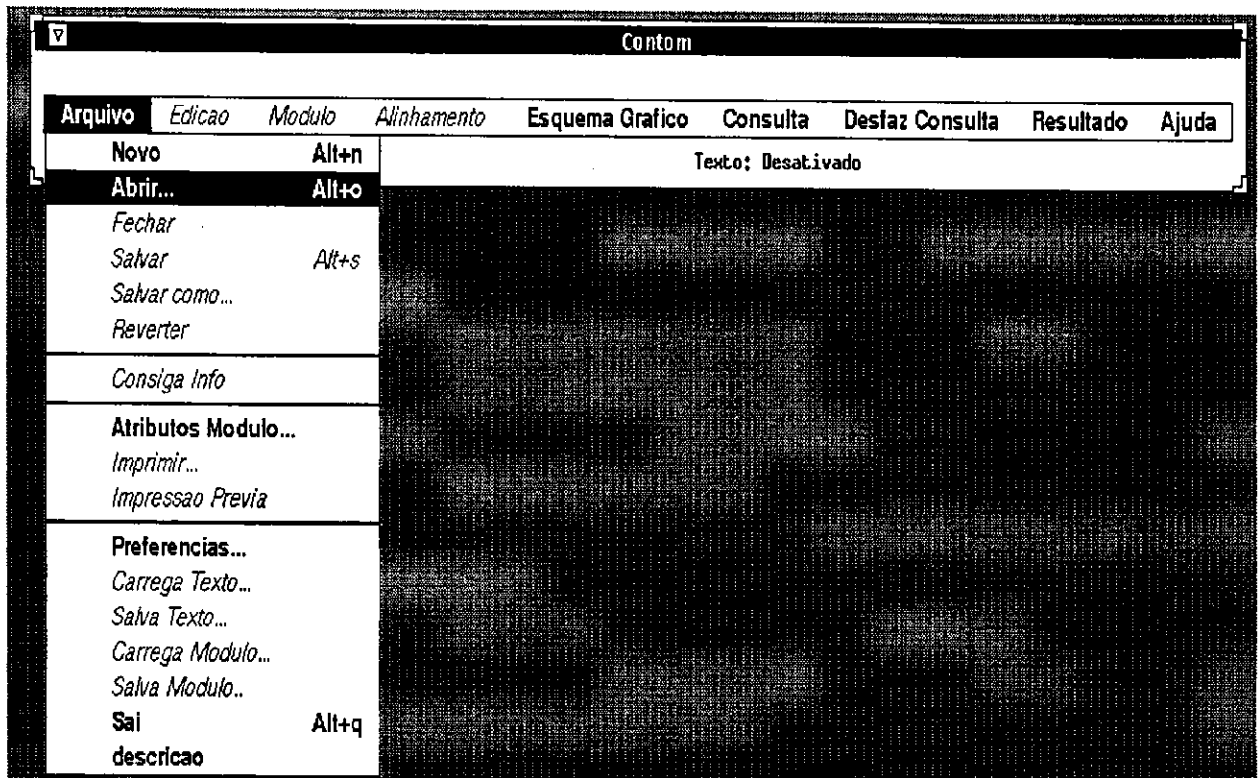 Contom
Arquivo Edicao Modulo Alinhamento Esquema Grafico Consulta Desfaz Consulta Resultado Ajuda
Texto: Desativado
Novo Alt+n
Abrir... Alt+o
Fechar
Salvar Alt+s
Salvar como...
Reverter
Consiga Info
Atributos Modulo...
Imprimir...
Impressao Previa
Preferencias...
Carrega Texto...
Salva Texto...
Carrega Modulo...
Salva Modulo..
Sai Alt+q
descricao